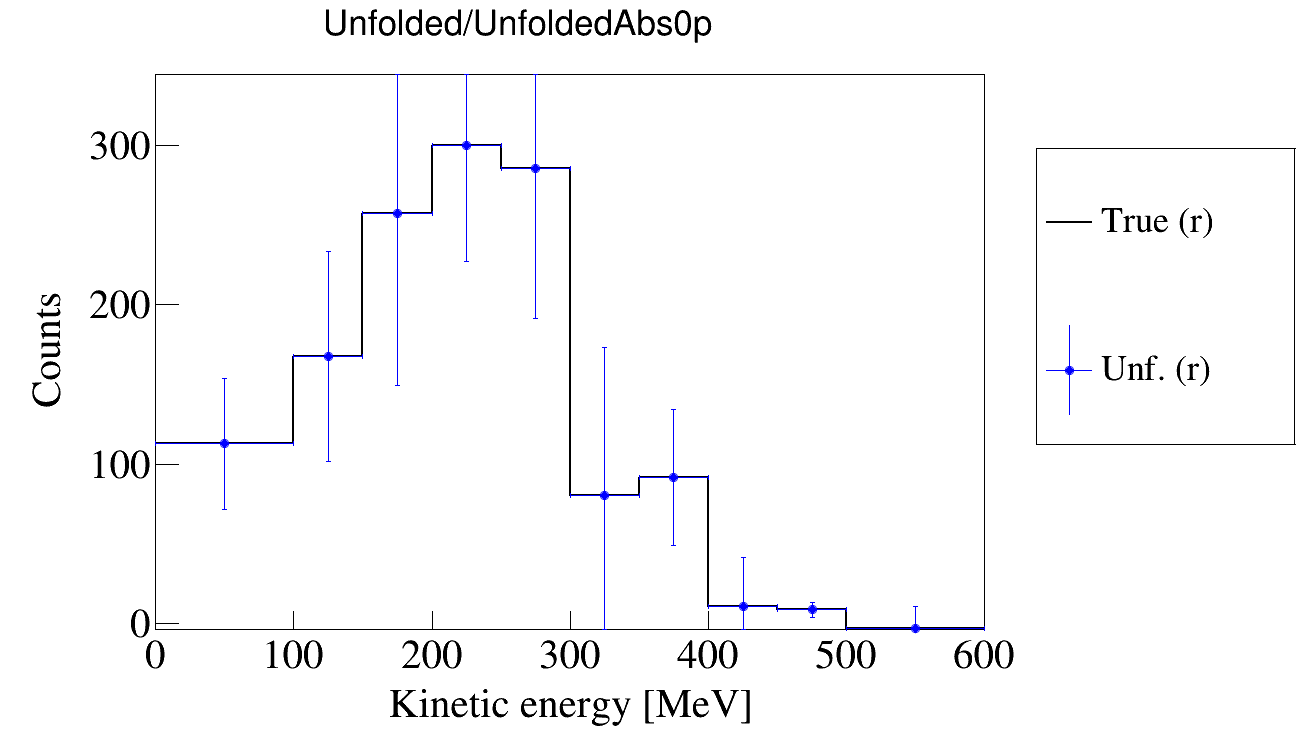 Unfolded/UnfoldedAbs0p
300
200
100
0
Counts
0 100 200 300 400 500 600
Kinetic energy [MeV]
True (r)
Unf. (r)